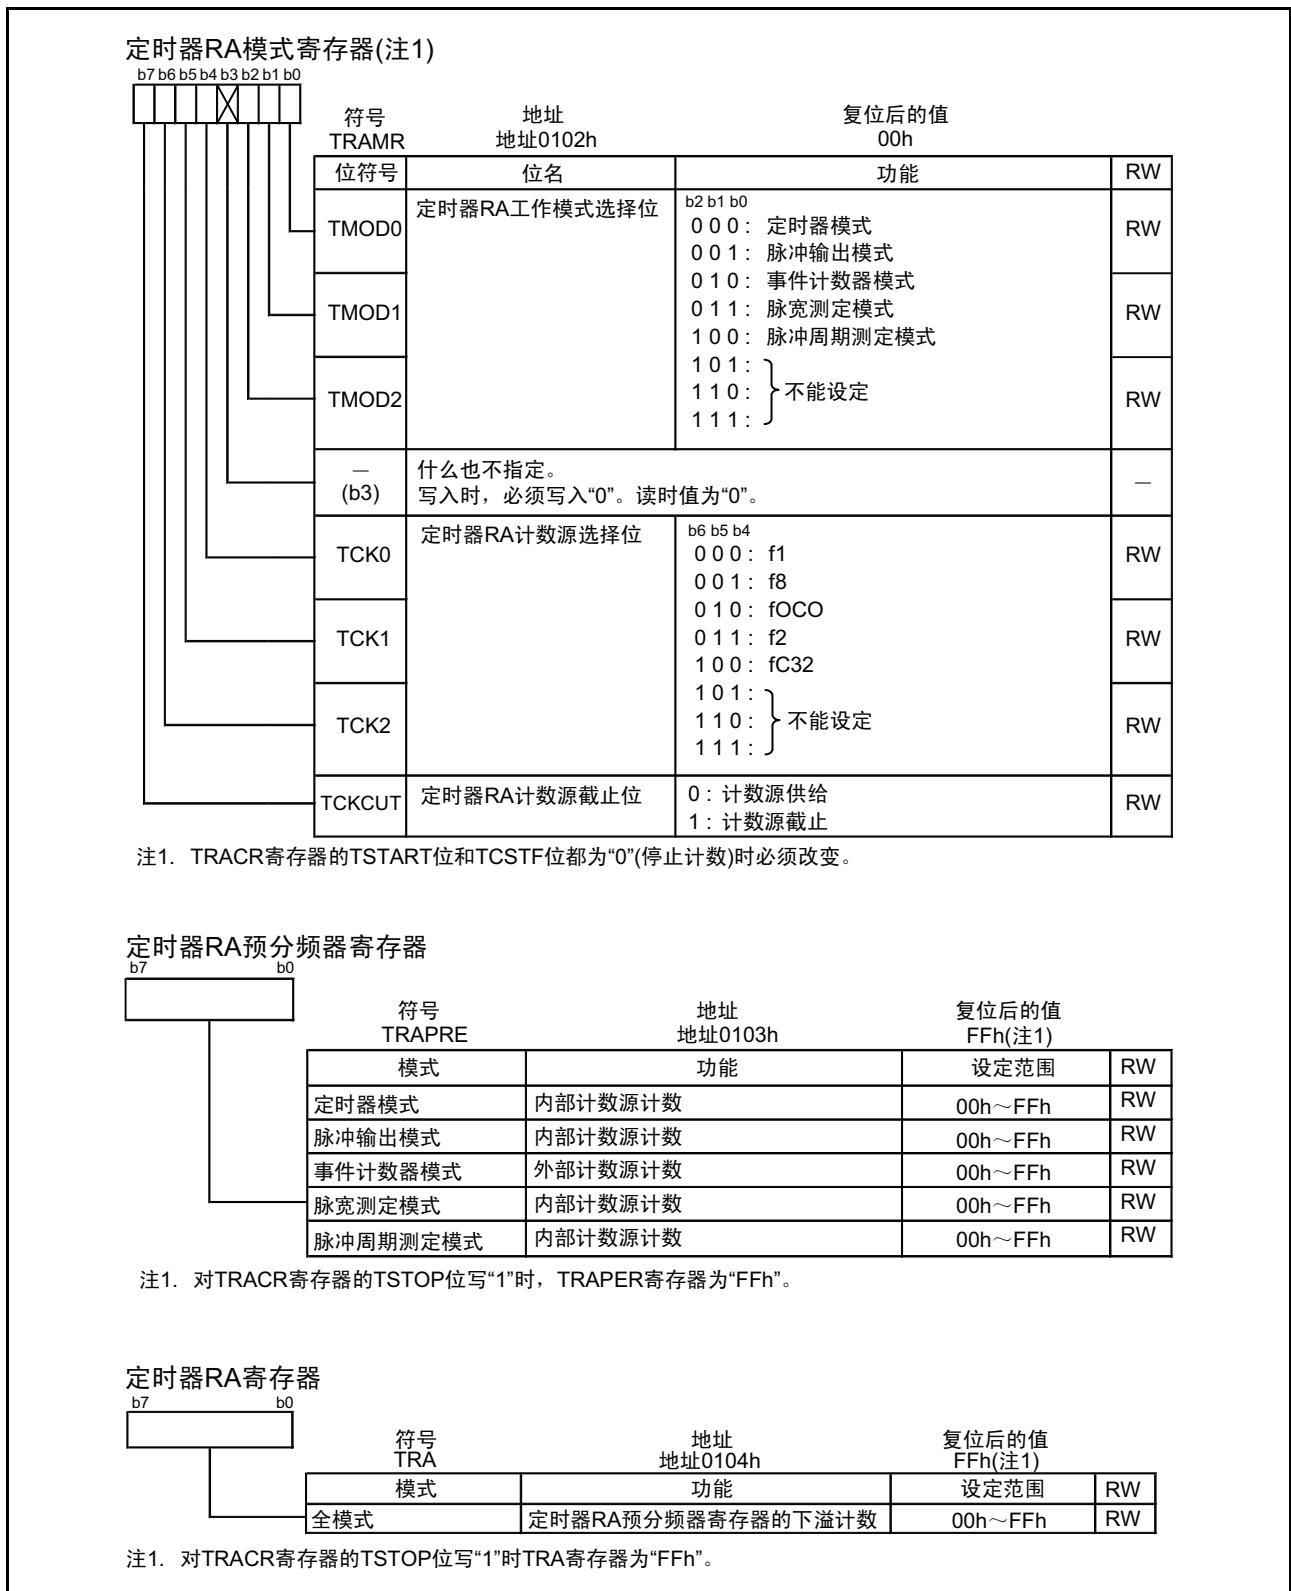 定时器RA模式寄存器(注1)
b7 b6 b5 b4 b3 b2 b1 b0
符号 地址 复位后的值
TRAMR 地址0102h 00h
位符号 位名 功能 RW
TMOD0 定时器RA工作模式选择位 b2 b1 b0 RW
0 0 0 : 定时器模式
0 0 1 : 脉冲输出模式
0 1 0 : 事件计数器模式
TMOD1 0 1 1 : 脉宽测定模式 RW
1 0 0 : 脉冲周期测定模式
1 0 1 :
TMOD2 1 1 0 : 不能设定 RW
1 1 1 :
— 什么也不指定。 —
(b3) 写入时，必须写入“0”。读时值为“0”。
定时器RA计数源选择位 b6 b5 b4
TCK0 0 0 0 : f1 RW
0 0 1 : f8
0 1 0 : fOCO
TCK1 0 1 1 : f2 RW
1 0 0 : fC32
1 0 1 :
TCK2 1 1 0 : 不能设定 RW
1 1 1 :
TCKCUT 定时器RA计数源截止位 0 : 计数源供给 RW
1 : 计数源截止
注1. TRACR寄存器的TSTART位和TCSTF位都为“0”(停止计数)时必须改变。
定时器RA预分频器寄存器
b7 b0
符号 地址 复位后的值
TRAPRE 地址0103h FFh(注1)
模式 功能 设定范围 RW
定时器模式 内部计数源计数 00h～FFh RW
脉冲输出模式 内部计数源计数 00h～FFh RW
事件计数器模式 外部计数源计数 00h～FFh RW
脉宽测定模式 内部计数源计数 00h～FFh RW
脉冲周期测定模式 内部计数源计数 00h～FFh RW
注1. 对TRACR寄存器的TSTOP位写“1”时，TRAPER寄存器为“FFh”。
定时器RA寄存器
b7 b0
符号 地址 复位后的值
TRA 地址0104h FFh(注1)
模式 功能 设定范围 RW
全模式 定时器RA预分频器寄存器的下溢计数 00h～FFh RW
注1. 对TRACR寄存器的TSTOP位写“1”时TRA寄存器为“FFh”。